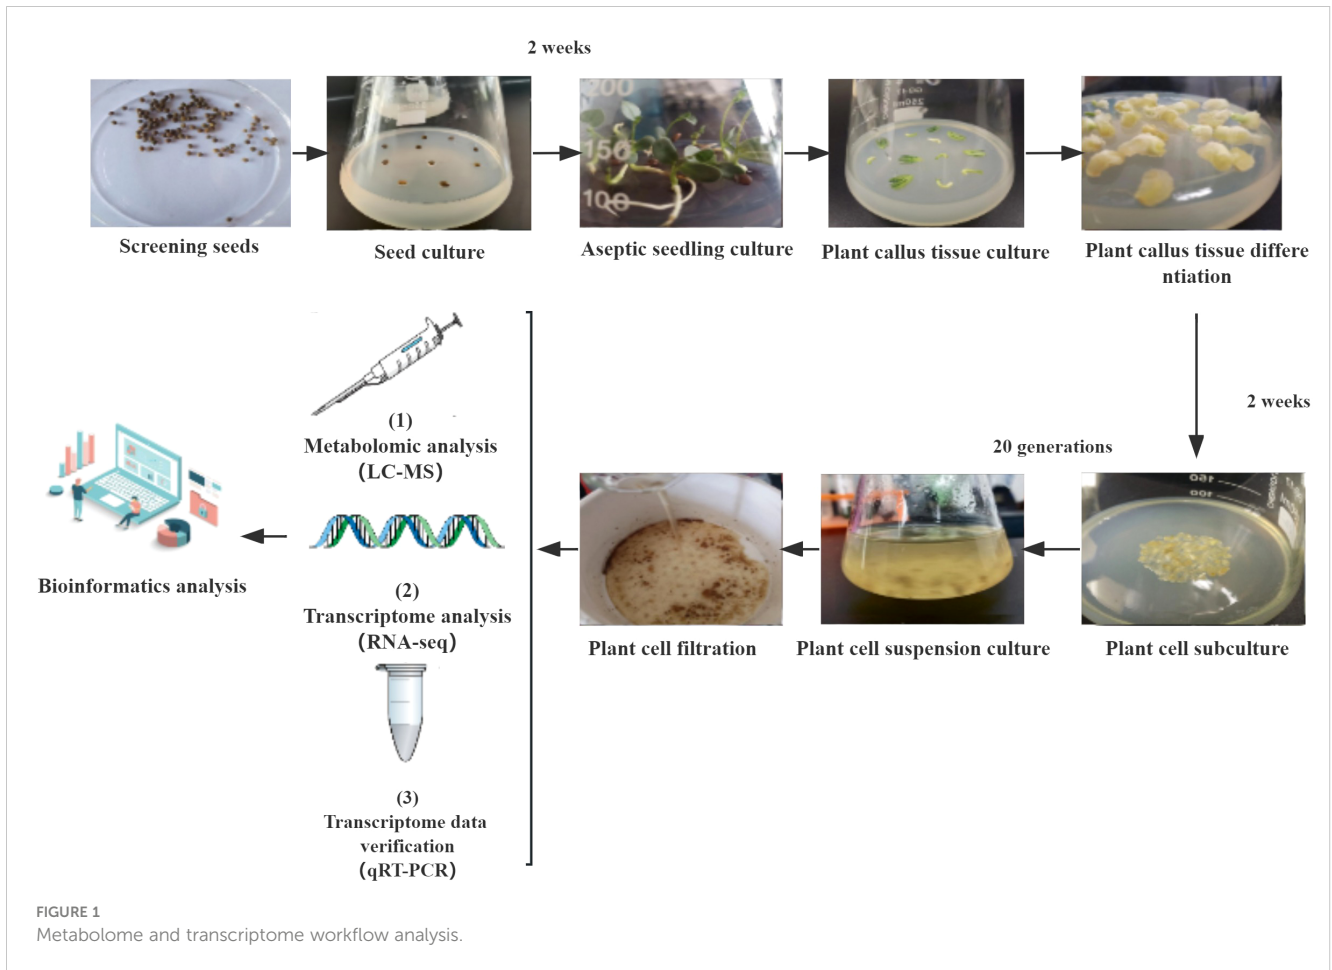 2 weeks
200
150
100
Screening seeds
Seed culture
Aseptic seedling culture
Plant callus tissue culture
Plant callus tissue differe
ntiation
2 weeks
20 generations
(1)
Metabolomic analysis
(LC-MS)
(2)
Transcriptome analysis
(RNA-seq)
(3)
Transcriptome data
verification
(qRT-PCR)
Bioinformatics analysis
Plant cell filtration
Plant cell suspension culture
Plant cell subculture
FIGURE 1
Metabolome and transcriptome workflow analysis.